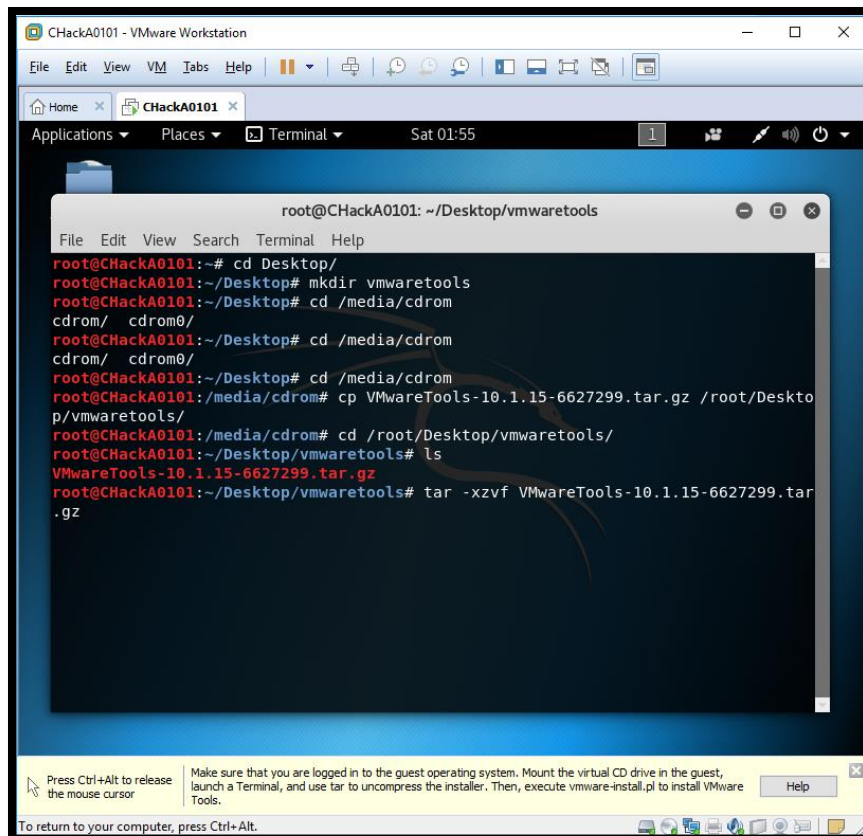 CHackA0101 - VMware Workstation
File Edit View VM Tabs Help
Home CHackA0101
Applications Places Terminal Sat 01:55 1
root@CHackA0101: ~/Desktop/vmwaretools
File Edit View Search Terminal Help
root@CHackA0101:~# cd Desktop/
root@CHackA0101:~/Desktop# mkdir vmwaretools
root@CHackA0101:~/Desktop# cd /media/cdrom
cdrom/ cdrom0/
root@CHackA0101:~/Desktop# cd /media/cdrom
cdrom/ cdrom0/
root@CHackA0101:~/Desktop# cd /media/cdrom
root@CHackA0101:/media/cdrom# cp VMwareTools-10.1.15-6627299.tar.gz /root/Deskto
p/vmwaretools/
root@CHackA0101:/media/cdrom# cd /root/Desktop/vmwaretools/
root@CHackA0101:~/Desktop/vmwaretools# ls
VMwareTools-10.1.15-6627299.tar.gz
root@CHackA0101:~/Desktop/vmwaretools# tar -xzvf VMwareTools-10.1.15-6627299.tar
.gz
Press Ctrl+Alt to release
the mouse cursor
Make sure that you are logged in to the guest operating system. Mount the virtual CD drive in the guest,
launch a Terminal, and use tar to uncompress the installer. Then, execute vmware-install.pl to install VMware
Tools.
Help
To return to your computer, press Ctrl+Alt.